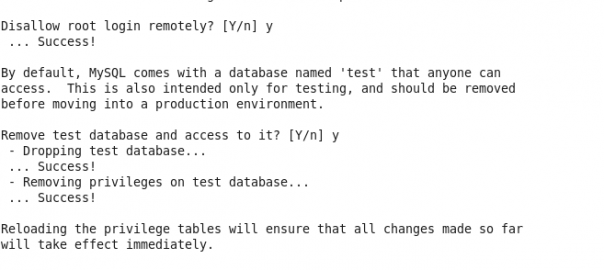 Disallow root login remotely? [Y/n] y
 ... Success!
By default, MySQL comes with a database named 'test' that anyone can
access.  This is also intended only for testing, and should be removed
before moving into a production environment.
Remove test database and access to it? [Y/n] y
 - Dropping test database...
 ... Success!
 - Removing privileges on test database...
 ... Success!
Reloading the privilege tables will ensure that all changes made so far
will take effect immediately.